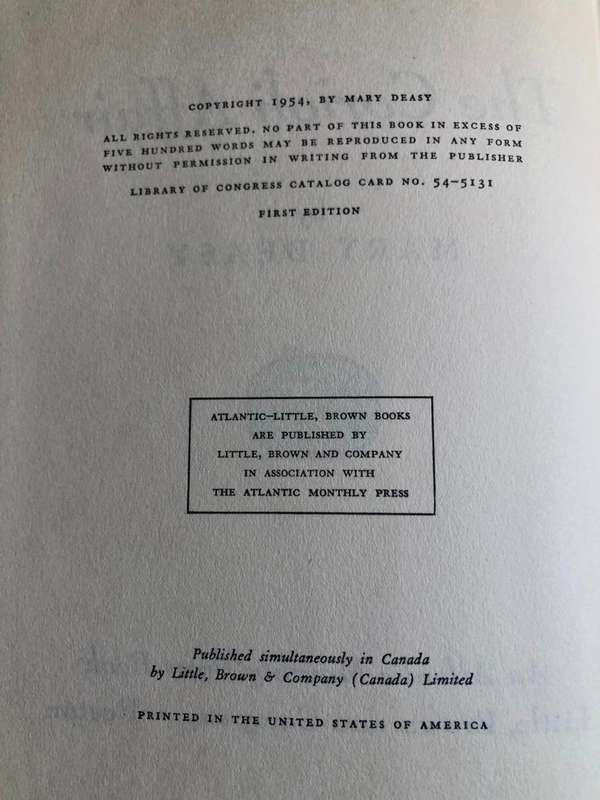 COPYRIGHT 1954, BY MARY DEASY
ALL RIGHTS RESERVED. NO PART OF THIS BOOK IN EXCESS OF
FIVE HUNDRED WORDS MAY BE REPRODUCED IN ANY FORM
WITHOUT PERMISSION IN WRITING FROM THE PUBLISHER
LIBRARY OF CONGRESS CATALOG CARD NO. 54-5131
FIRST EDITION
MARY DEASY
ATLANTIC–LITTLE, BROWN BOOKS
ARE PUBLISHED BY
LITTLE, BROWN AND COMPANY
IN ASSOCIATION WITH
THE ATLANTIC MONTHLY PRESS
Published simultaneously in Canada
by Little, Brown & Company (Canada) Limited
PRINTED IN THE UNITED STATES OF AMERICA